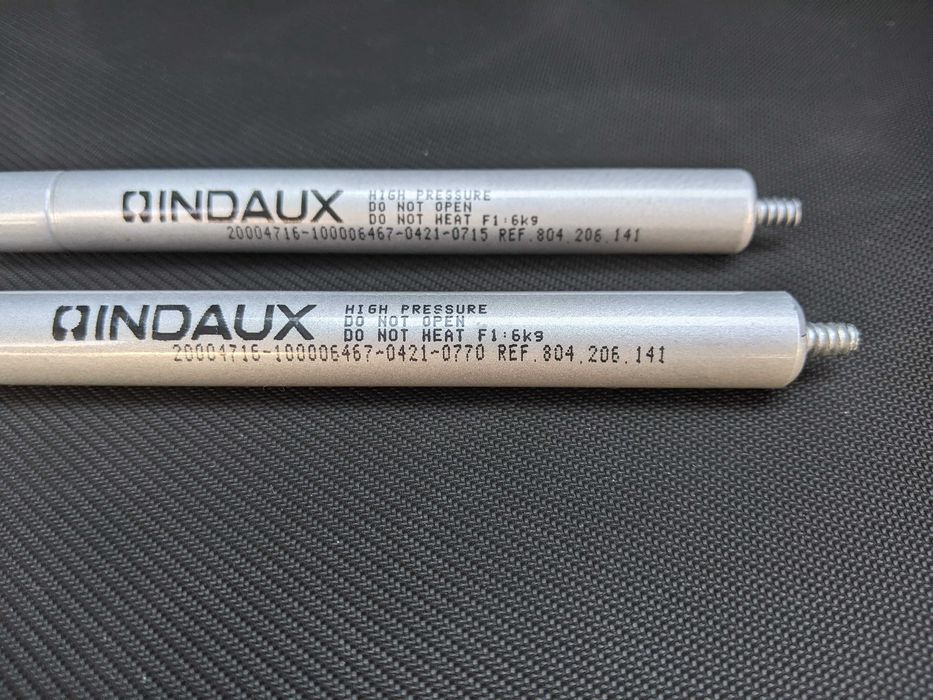 INDAUX
HIGH PRESSURE
DO NOT OPEN
DO NOT HEAT F1:6kg
20004716-100006467-0421-0715 REF.804.206.141
INDAUX
HIGH PRESSURE
DO NOT OPEN
DO NOT HEAT F1:6kg
20004716-100006467-0421-0770 REF.804.206.141